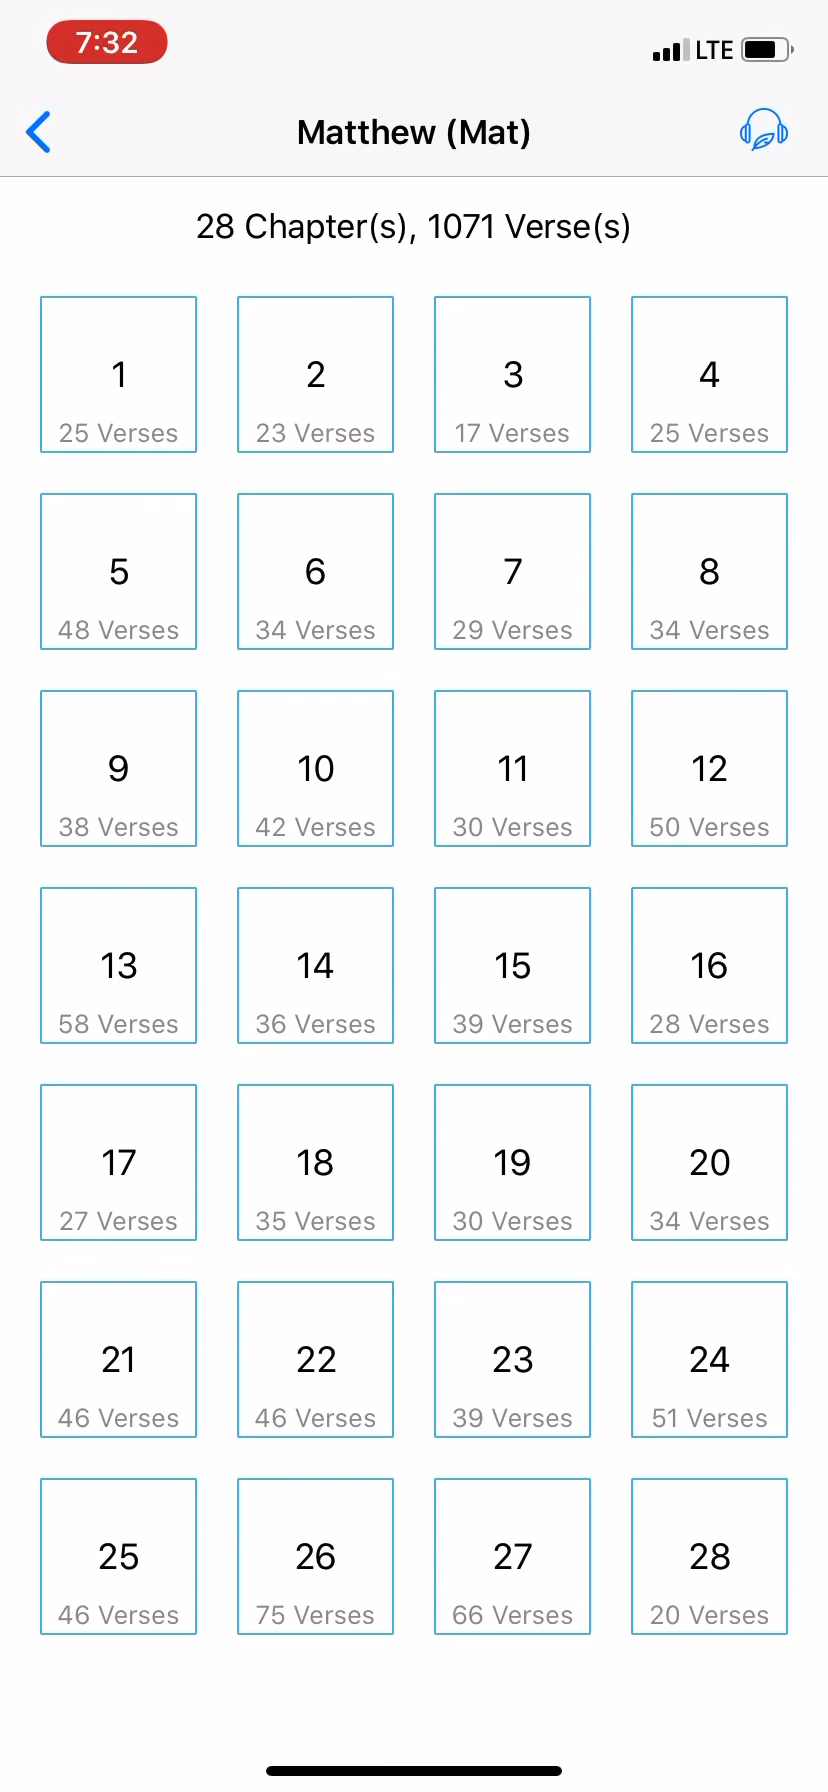 7:32 LTE
Matthew (Mat)
28 Chapter(s), 1071 Verse(s)
1 2 3 4
25 Verses 23 Verses 17 Verses 25 Verses
5 6 7 8
48 Verses 34 Verses 29 Verses 34 Verses
9 10 11 12
38 Verses 42 Verses 30 Verses 50 Verses
13 14 15 16
58 Verses 36 Verses 39 Verses 28 Verses
17 18 19 20
27 Verses 35 Verses 30 Verses 34 Verses
21 22 23 24
46 Verses 46 Verses 39 Verses 51 Verses
25 26 27 28
46 Verses 75 Verses 66 Verses 20 Verses